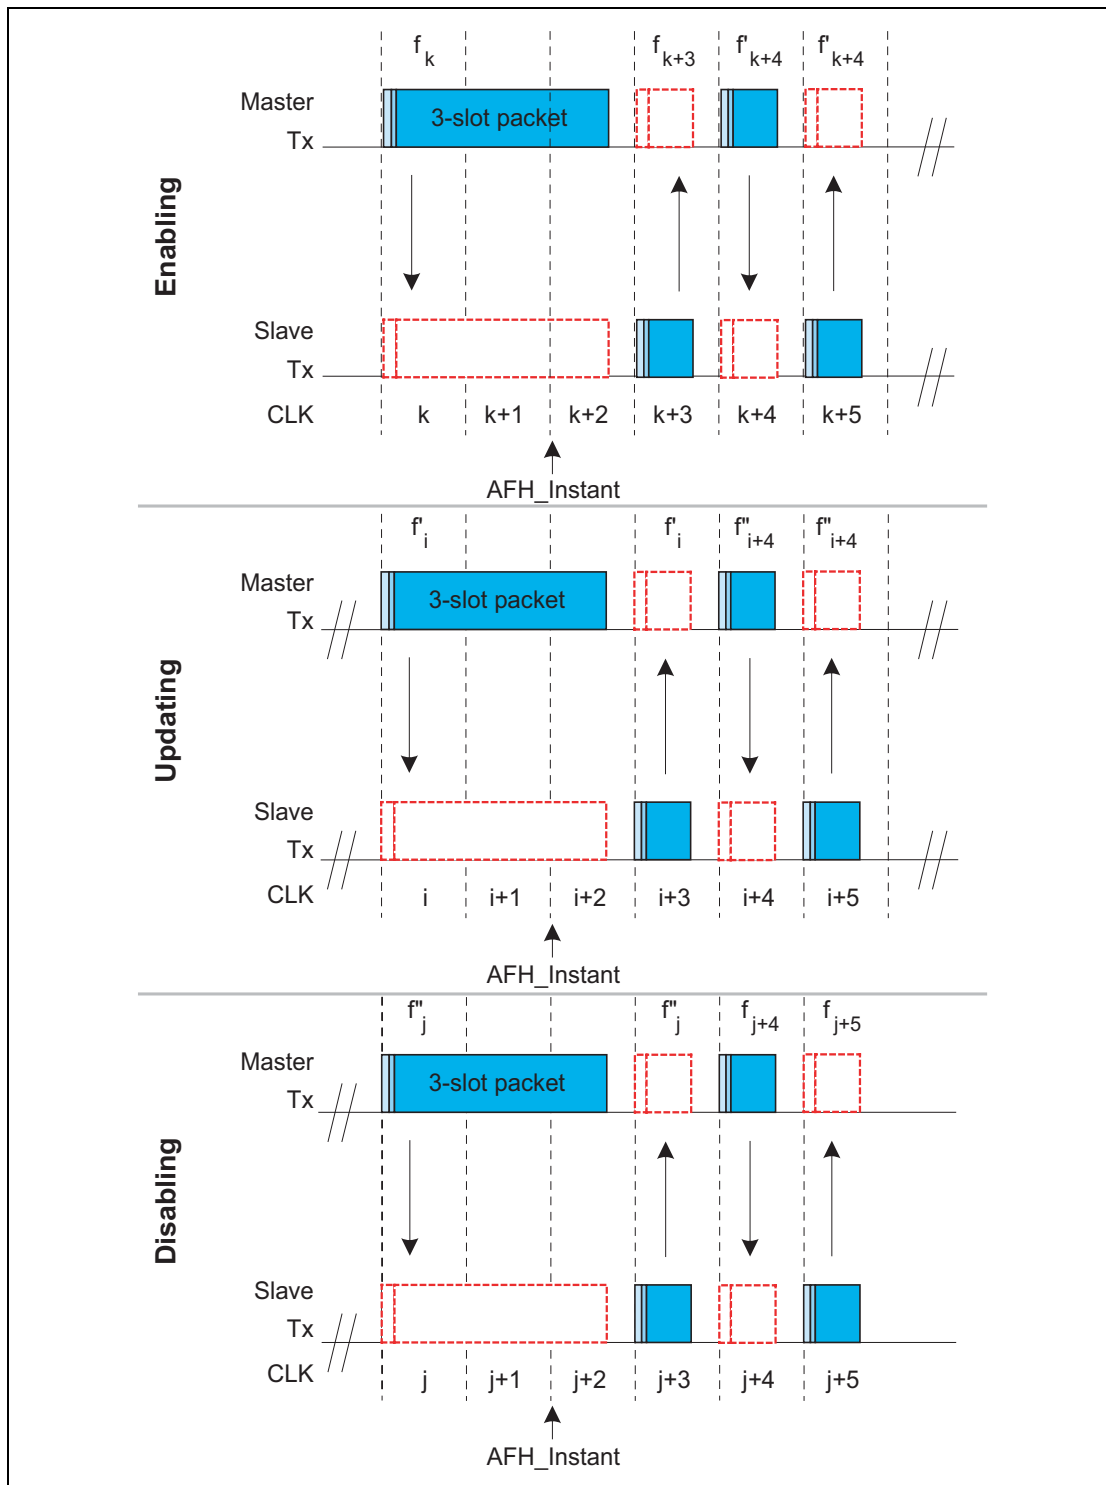 f k f k+3 f' k+4 f' k+4
Master
Tx
3-slot packet
Enabling
Slave
Tx
CLK k k+1 k+2 k+3 k+4 k+5
AFH_Instant
f' i f' i f" i+4 f" i+4
Master
Tx
3-slot packet
Updating
Slave
Tx
CLK i i+1 i+2 i+3 i+4 i+5
AFH_Instant
f" j f" j f j+4 f j+5
Master
Tx
3-slot packet
Disabling
Slave
Tx
CLK j j+1 j+2 j+3 j+4 j+5
AFH_Instant